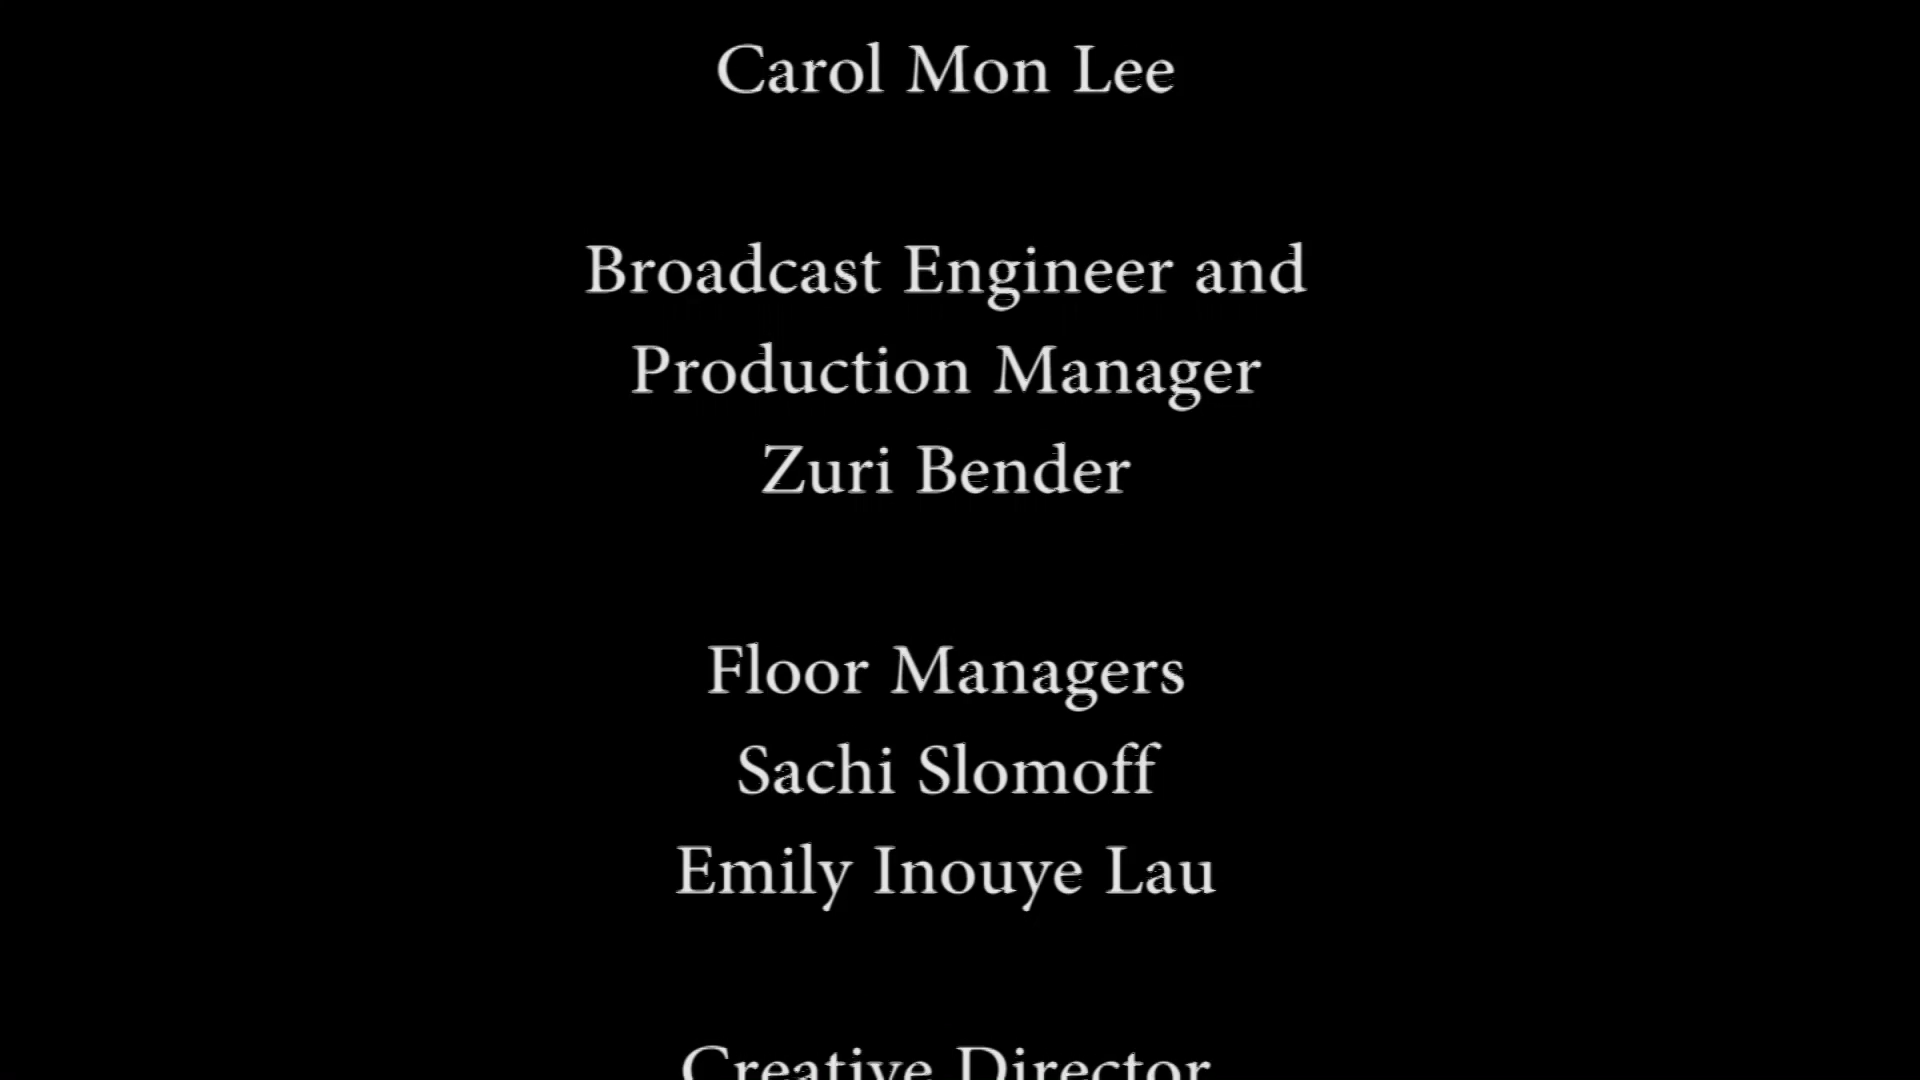 Carol Mon Lee
Broadcast Engineer and
Production Manager
Zuri Bender
Floor Managers
Sachi Slomoff
Emily Inouye Lau
Creative Director